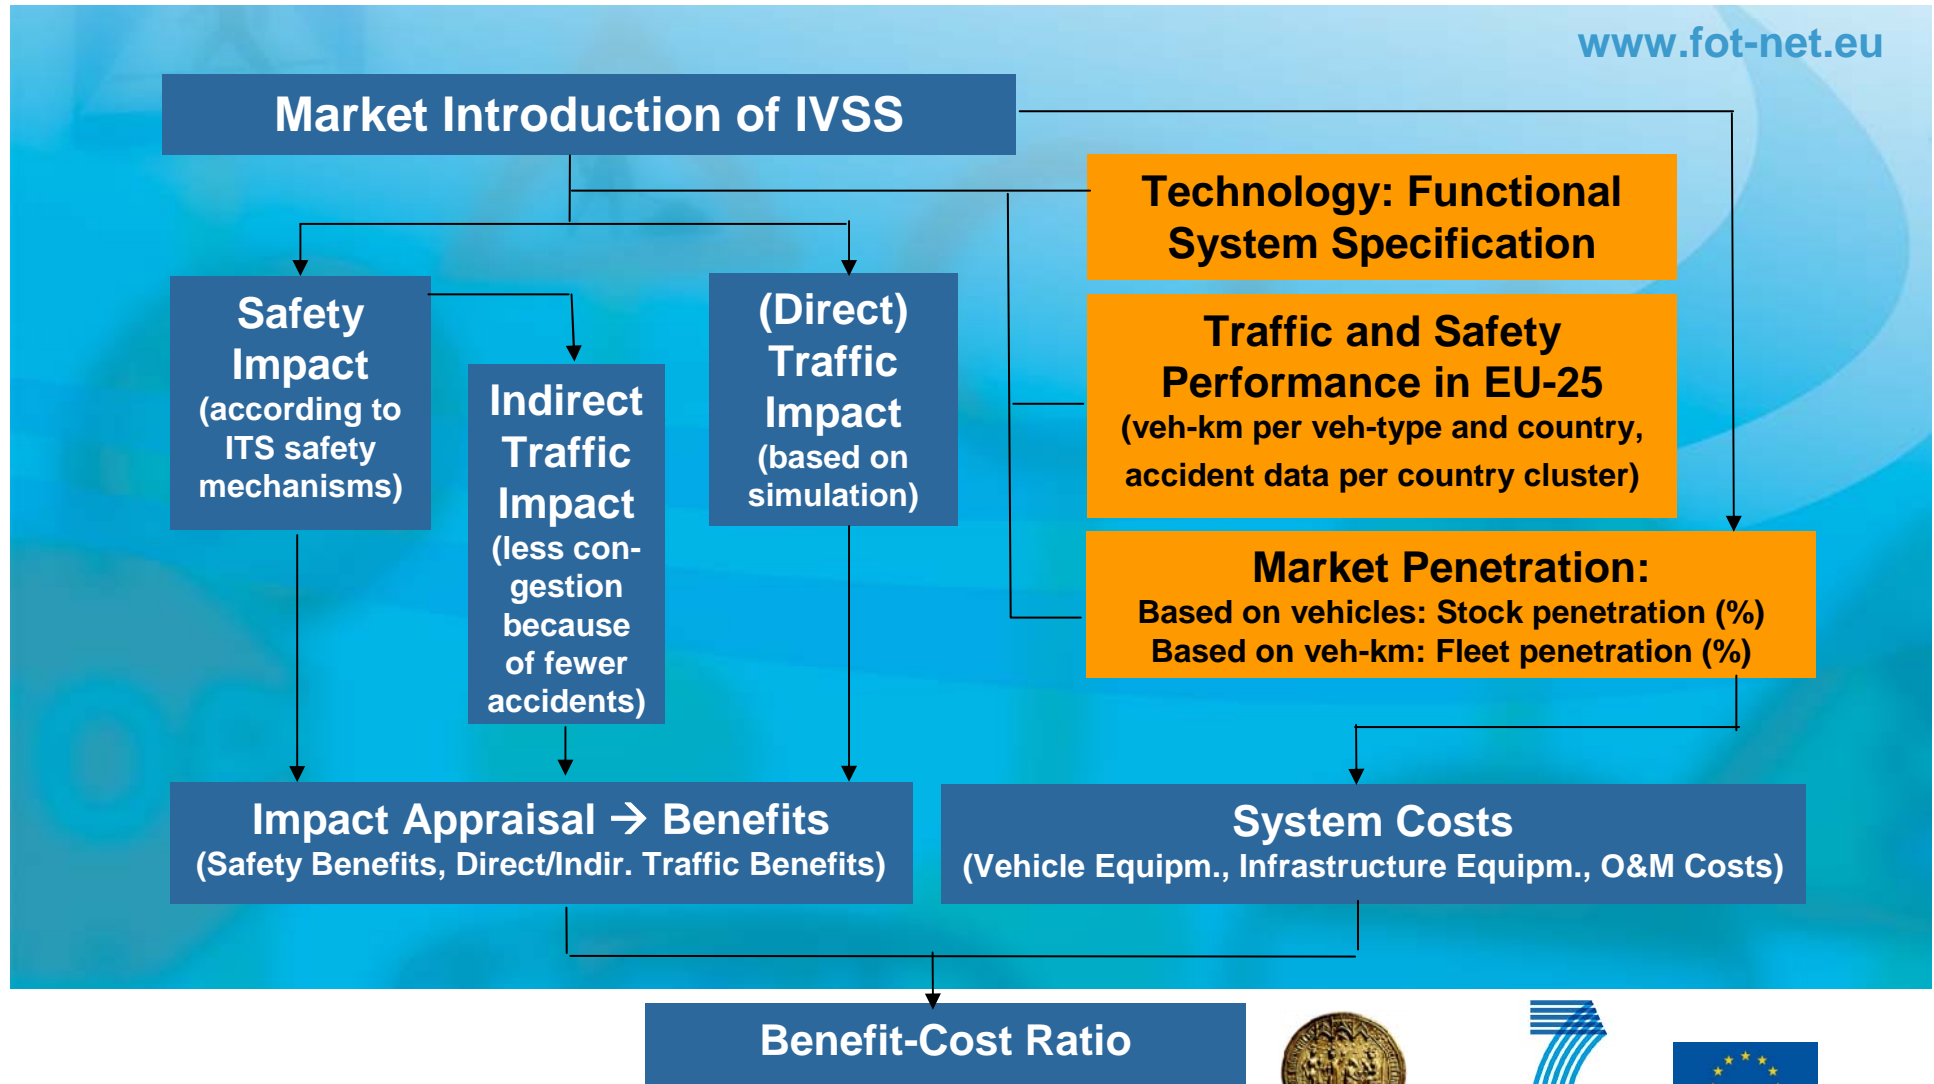 www.fot-net.eu
Market Introduction of IVSS
Technology: Functional
System Specification
Safety
Impact
(according to
ITS safety
mechanisms)
Indirect
Traffic
Impact
(less con-
gestion
because
of fewer
accidents)
(Direct)
Traffic
Impact
(based on
simulation)
Traffic and Safety
Performance in EU-25
(veh-km per veh-type and country,
accident data per country cluster)
Market Penetration:
Based on vehicles: Stock penetration (%)
Based on veh-km: Fleet penetration (%)
Impact Appraisal → Benefits
(Safety Benefits, Direct/Indir. Traffic Benefits)
System Costs
(Vehicle Equipm., Infrastructure Equipm., O&M Costs)
Benefit-Cost Ratio